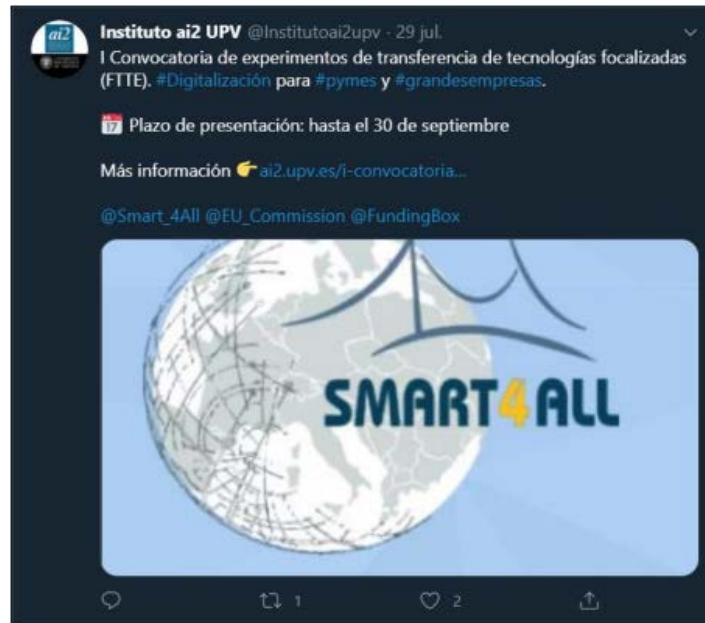 ai2
Instituto ai2 UPV @Institutoai2upv · 29 jul.
I Convocatoria de experimentos de transferencia de tecnologías focalizadas
(FTTE). #Digitalización para #pymes y #grandesempresas.
17 Plazo de presentación: hasta el 30 de septiembre
Más información ai2.upv.es/i-convocatoria...
@Smart_4All @EU_Commission @FundingBox
SMART4ALL
1 2